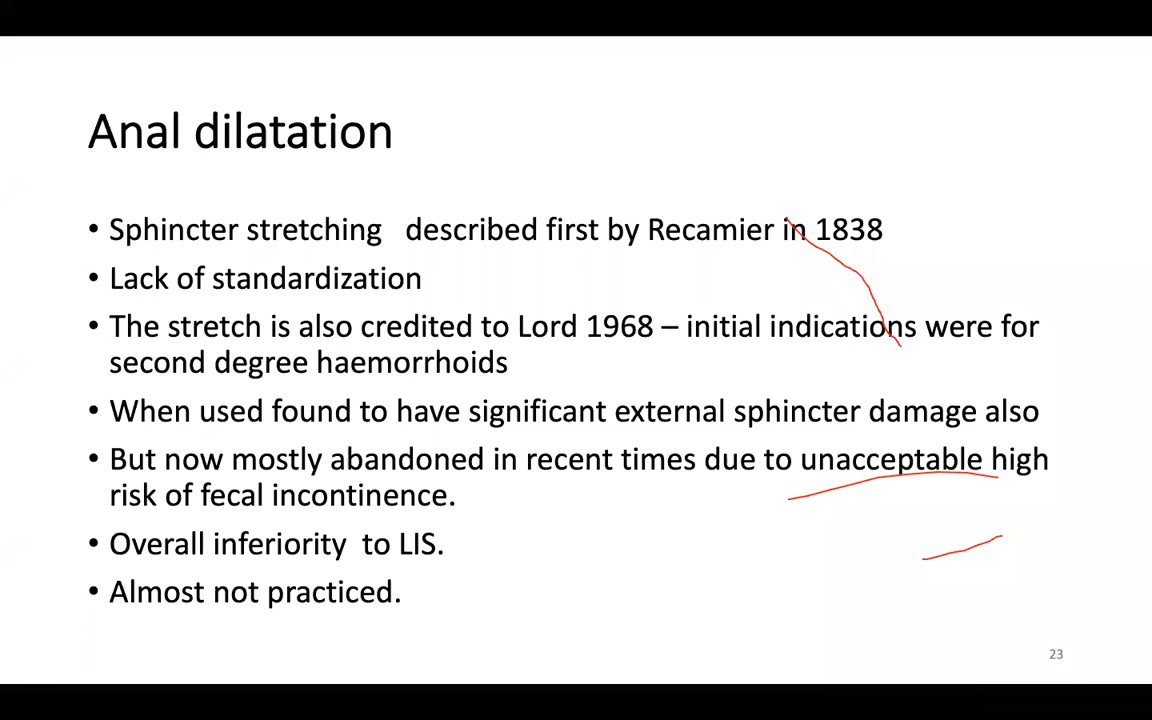 Anal dilatation
• Sphincter stretching   described first by Recamier in 1838
• Lack of standardization
• The stretch is also credited to Lord 1968 – initial indications were for
second degree haemorrhoids
• When used found to have significant external sphincter damage also
• But now mostly abandoned in recent times due to unacceptable high
risk of fecal incontinence.
• Overall inferiority  to LIS.
• Almost not practiced.
23